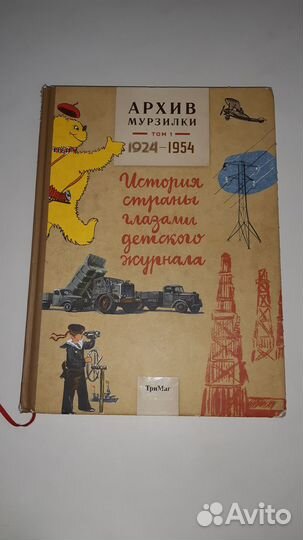 АРХИВ
МУРЗИЛКИ
ТОМ 1
1924-1954
История
страны
глазами
детского
журнала
ТриМаг
Avito